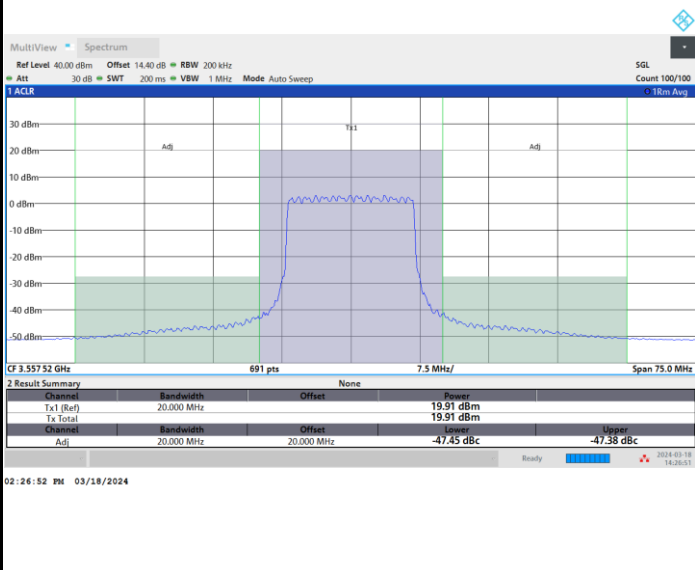 MultiView Spectrum
Ref Level 40.00 dBm Offset 14.40 dB RBW 200 kHz SGL
Att 30 dB SWT 200 ms VBW 1 MHz Mode Auto Sweep Count 100/100
1 ACLR 1Rm Avg
Tx1
30 dBm
Adj Adj
20 dBm
10 dBm
0 dBm
-10 dBm
-20 dBm
-30 dBm
-40 dBm
-50 dBm
CF 3.557 52 GHz 691 pts 7.5 MHz/ Span 75.0 MHz
2 Result Summary None
Channel Bandwidth Offset Power
Tx1 (Ref) 20.000 MHz 19.91 dBm
Tx Total 19.91 dBm
Channel Bandwidth Offset Lower Upper
Adj 20.000 MHz 20.000 MHz -47.45 dBc -47.38 dBc
Ready 2024-03-18
14:26:51
02:26:52 PM 03/18/2024